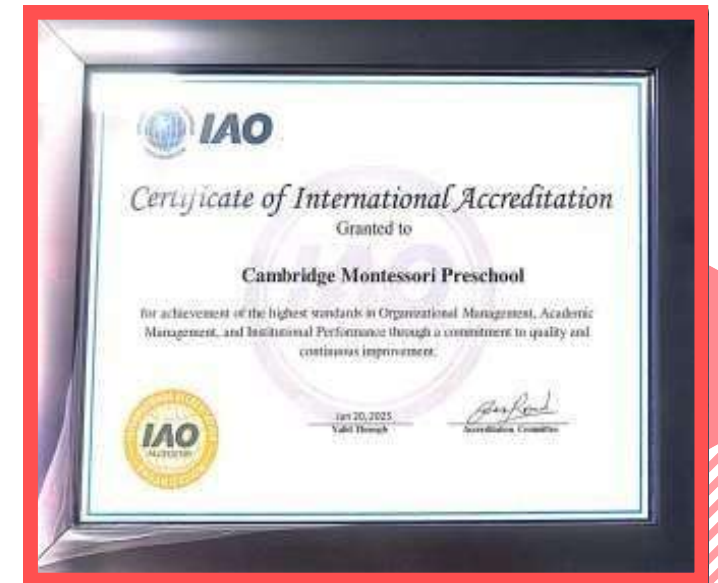 IAO
Certificate of International Accreditation
Granted to
Cambridge Montessori Preschool
for achievement of the highest standards in Organizational Management, Academic
Management, and Institutional Performance through a commitment to quality and
continuous improvement.
IAO
Jan 20, 2025
Valid Through
Accreditation Committee